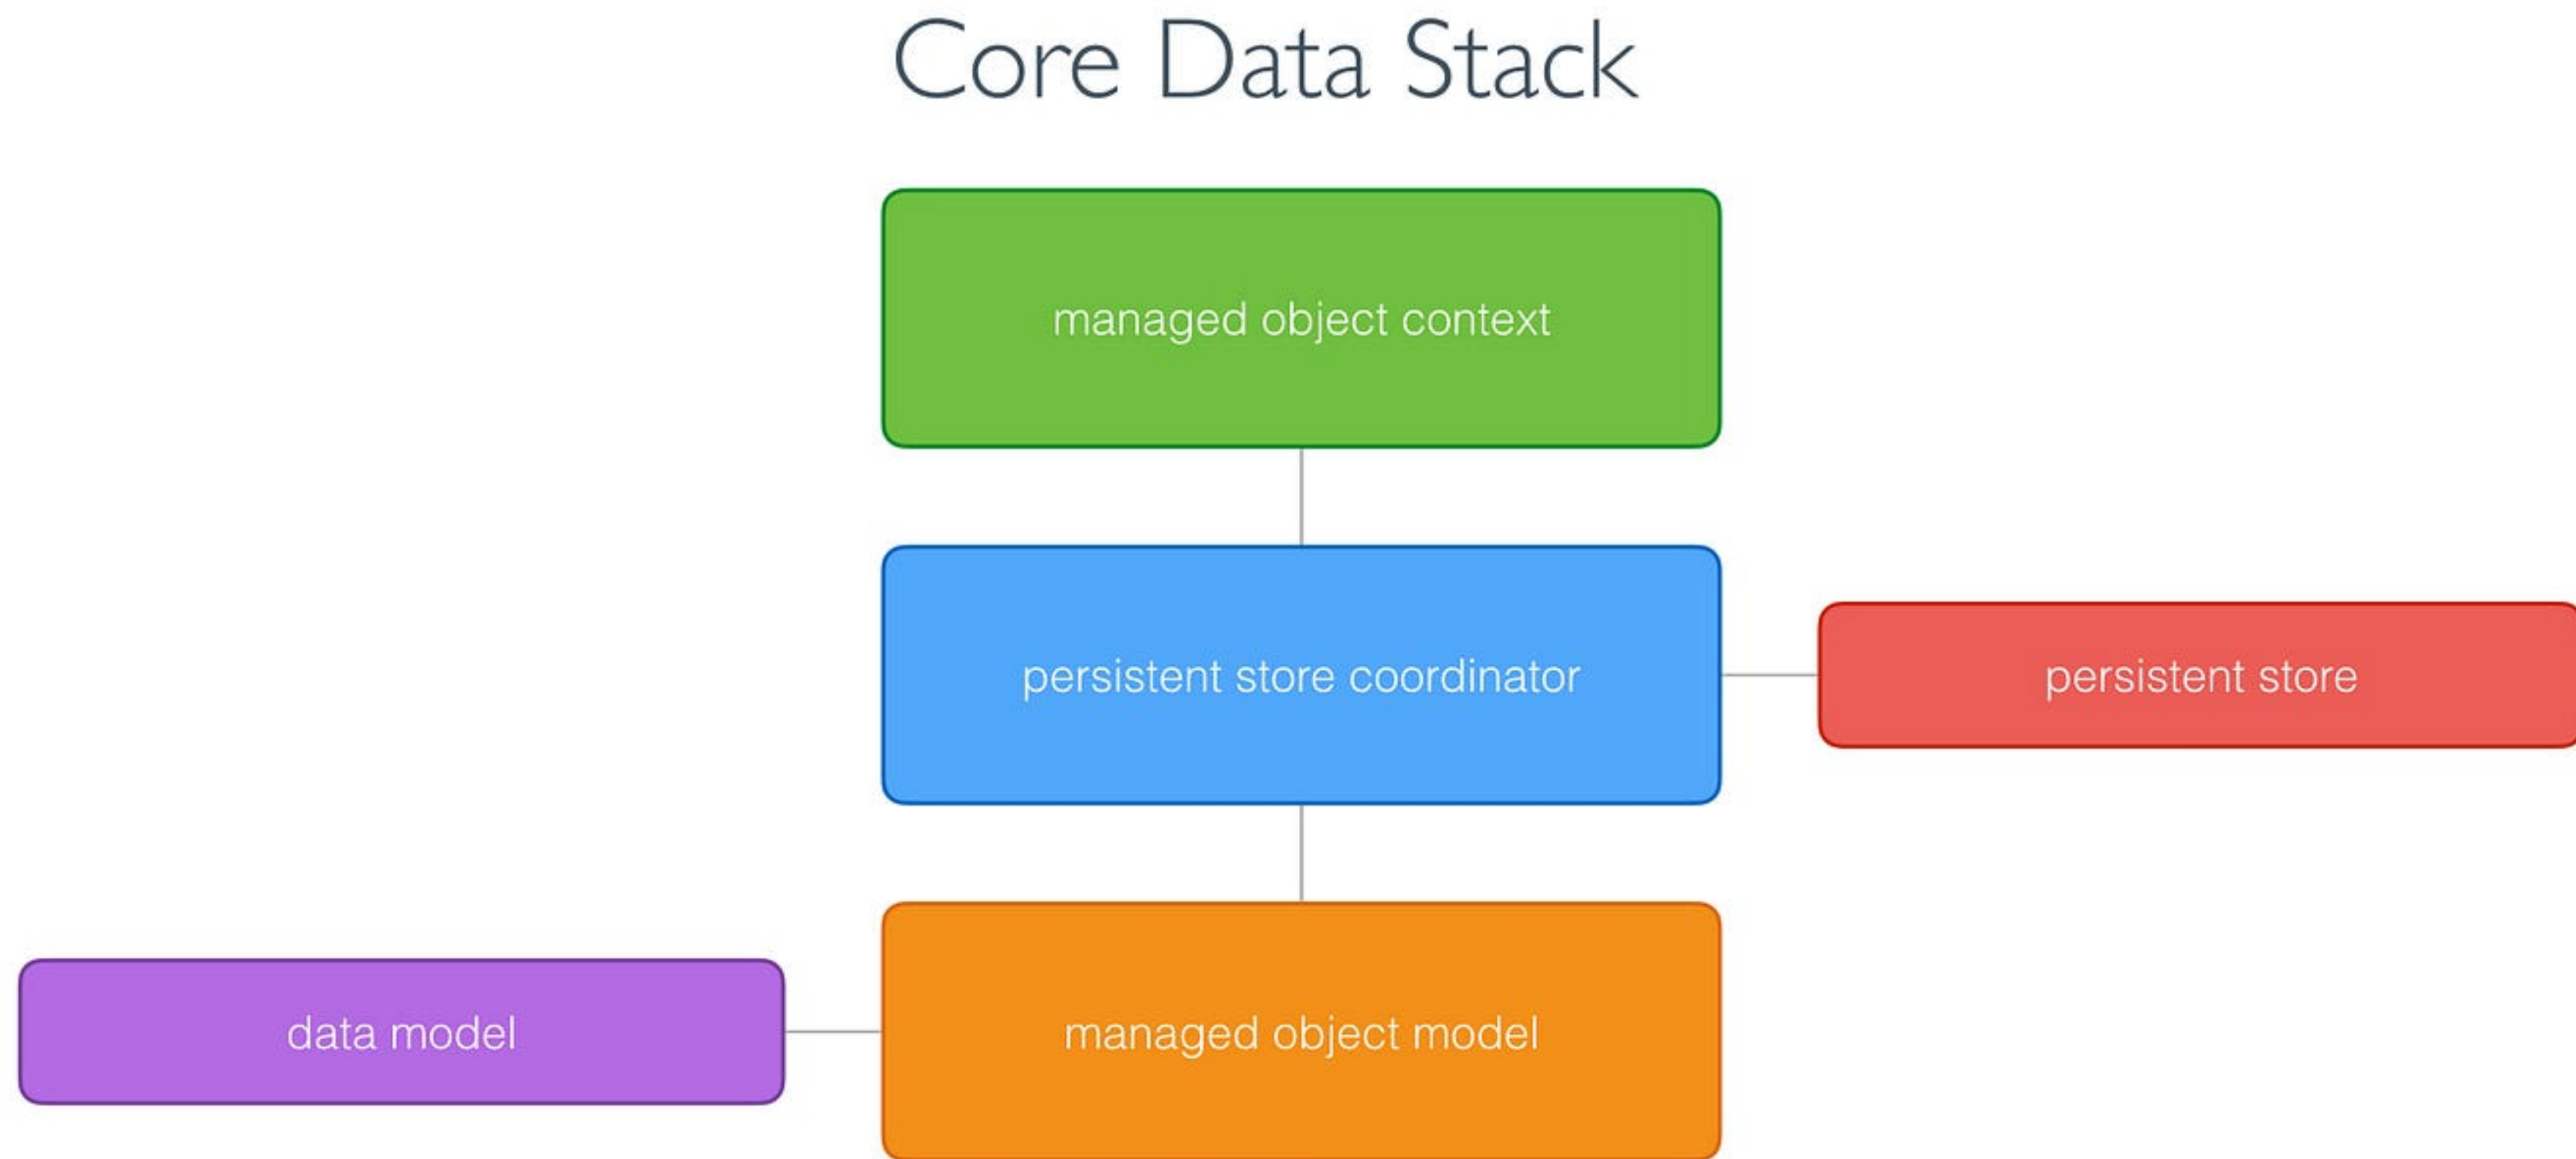 Core Data Stack
managed object context
persistent store coordinator
persistent store
data model
managed object model